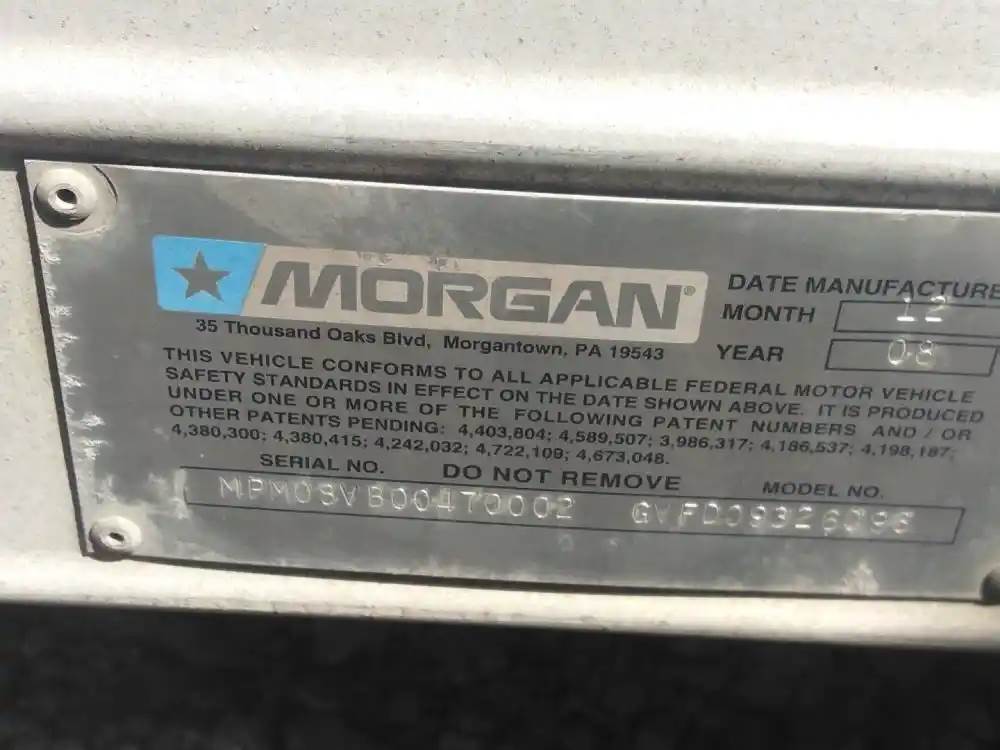 MORGAN®
35 Thousand Oaks Blvd, Morgantown, PA 19543
DATE MANUFACTURE
MONTH 12
YEAR 08
THIS VEHICLE CONFORMS TO ALL APPLICABLE FEDERAL MOTOR VEHICLE
SAFETY STANDARDS IN EFFECT ON THE DATE SHOWN ABOVE. IT IS PRODUCED
UNDER ONE OR MORE OF THE FOLLOWING PATENT NUMBERS AND / OR
OTHER PATENTS PENDING: 4,403,804; 4,589,507; 3,986,317; 4,186,537; 4,198,187;
4,380,300; 4,380,415; 4,242,032; 4,722,109; 4,673,048.
SERIAL NO. DO NOT REMOVE MODEL NO.
MPM08VB00470002